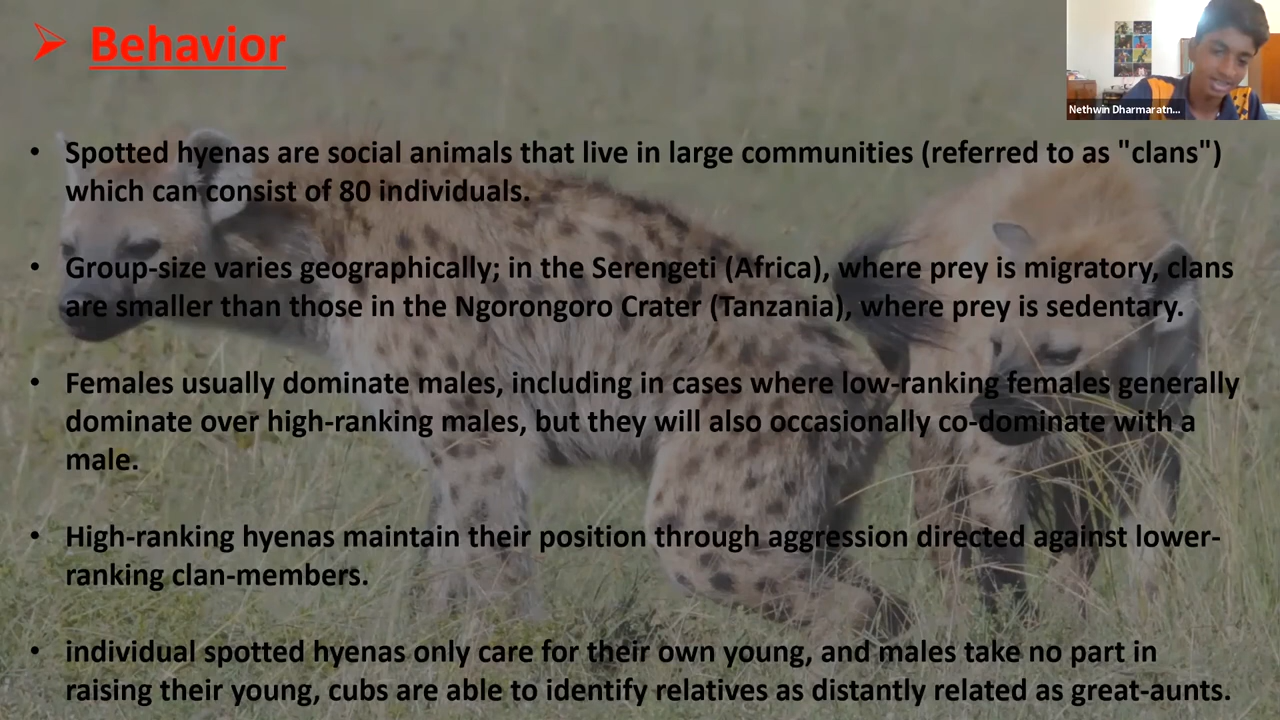 Behavior
Nethwin Dharmaratn...
• Spotted hyenas are social animals that live in large communities (referred to as "clans")
which can consist of 80 individuals.
• Group-size varies geographically; in the Serengeti (Africa), where prey is migratory, clans
are smaller than those in the Ngorongoro Crater (Tanzania), where prey is sedentary.
• Females usually dominate males, including in cases where low-ranking females generally
dominate over high-ranking males, but they will also occasionally co-dominate with a
male.
• High-ranking hyenas maintain their position through aggression directed against lower-
ranking clan-members.
• individual spotted hyenas only care for their own young, and males take no part in
raising their young, cubs are able to identify relatives as distantly related as great-aunts.